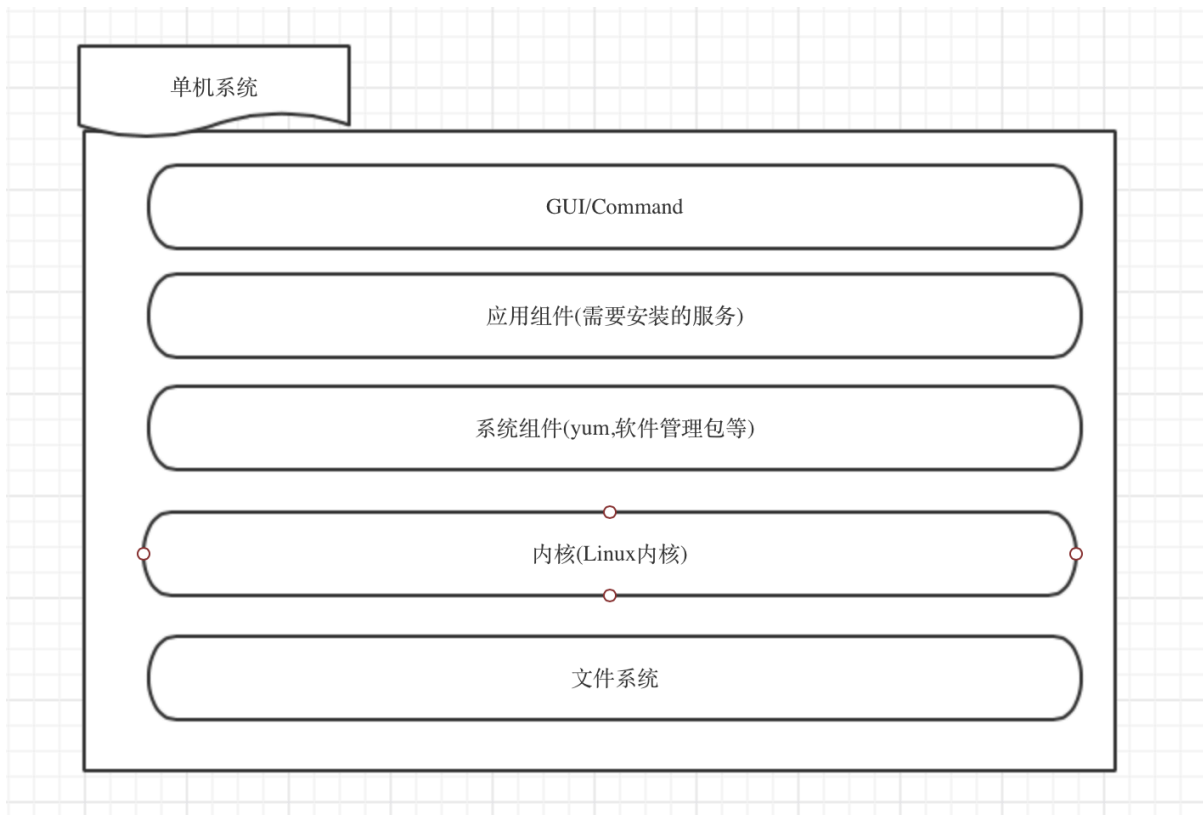 单机系统
GUI/Command
应用组件(需要安装的服务)
系统组件(yum,软件管理包等)
内核(Linux内核)
文件系统